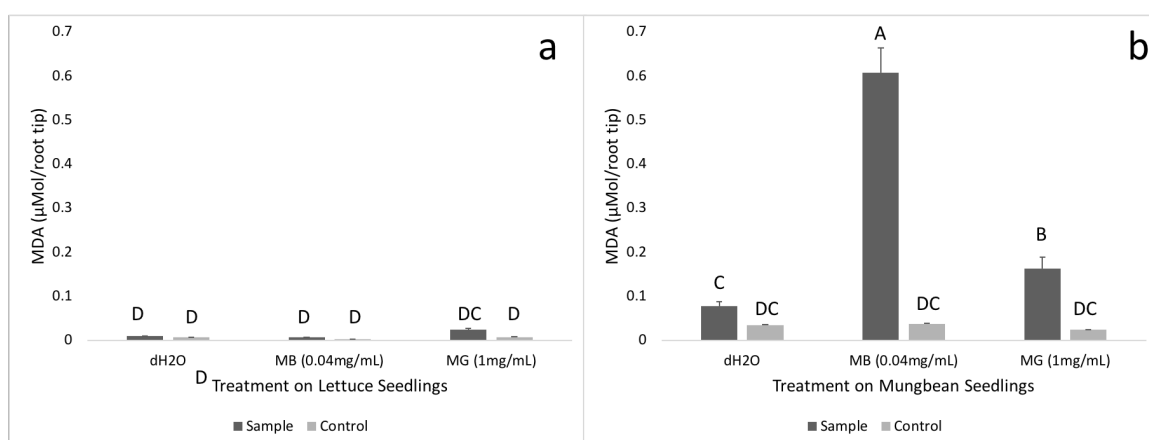 a
MDA (µMol/root tip)
0.7
0.6
0.5
0.4
0.3
0.2
0.1
0
D D D D DC D
dH2O MB (0.04mg/mL) MG (1mg/mL)
D
Treatment on Lettuce Seedlings
Sample Control
b
MDA (µMol/root tip)
0.7
0.6
0.5
0.4
0.3
0.2
0.1
0
C DC A DC B DC
dH2O MB (0.04mg/mL) MG (1mg/mL)
Treatment on Mungbean Seedlings
Sample Control